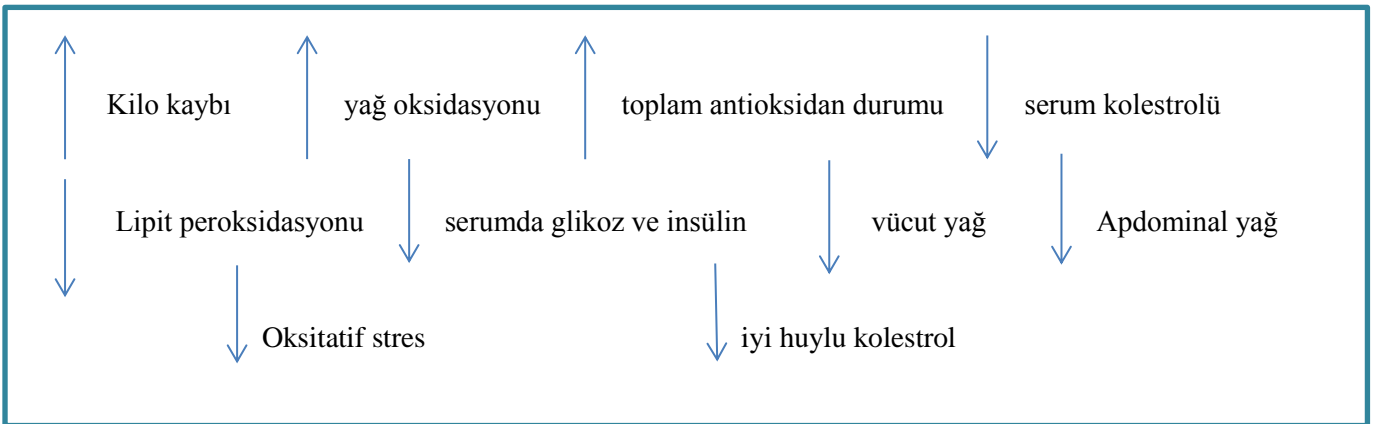 Kilo kaybı yağ oksidasyonu toplam antioksidan durumu serum kolestrolü
Lipit peroksidasyonu serumda glikoz ve insülin vücut yağ Apdominal yağ
Oksitatif stres iyi huylu kolestrol